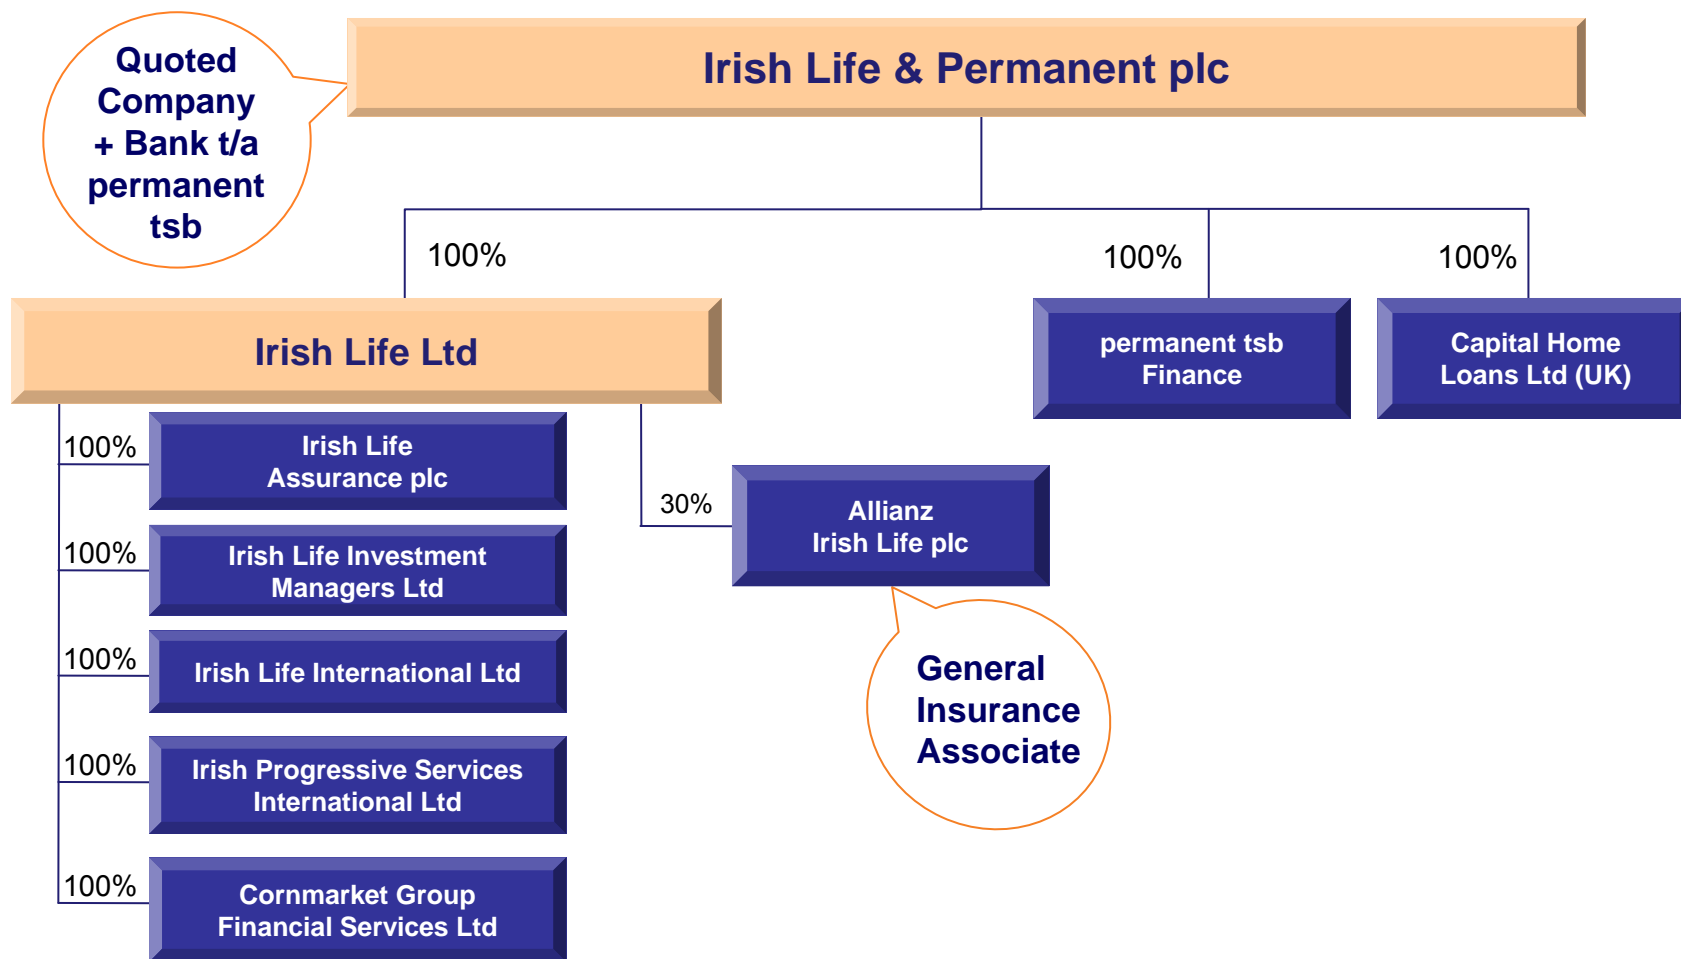 Quoted
Company
+ Bank t/a
permanent
tsb
Irish Life & Permanent plc
100%
100%
100%
Irish Life Ltd
permanent tsb
Finance
Capital Home
Loans Ltd (UK)
100%
Irish Life
Assurance plc
30%
Allianz
Irish Life plc
100%
Irish Life Investment
Managers Ltd
100%
Irish Life International Ltd
General
Insurance
Associate
100%
Irish Progressive Services
International Ltd
100%
Cornmarket Group
Financial Services Ltd